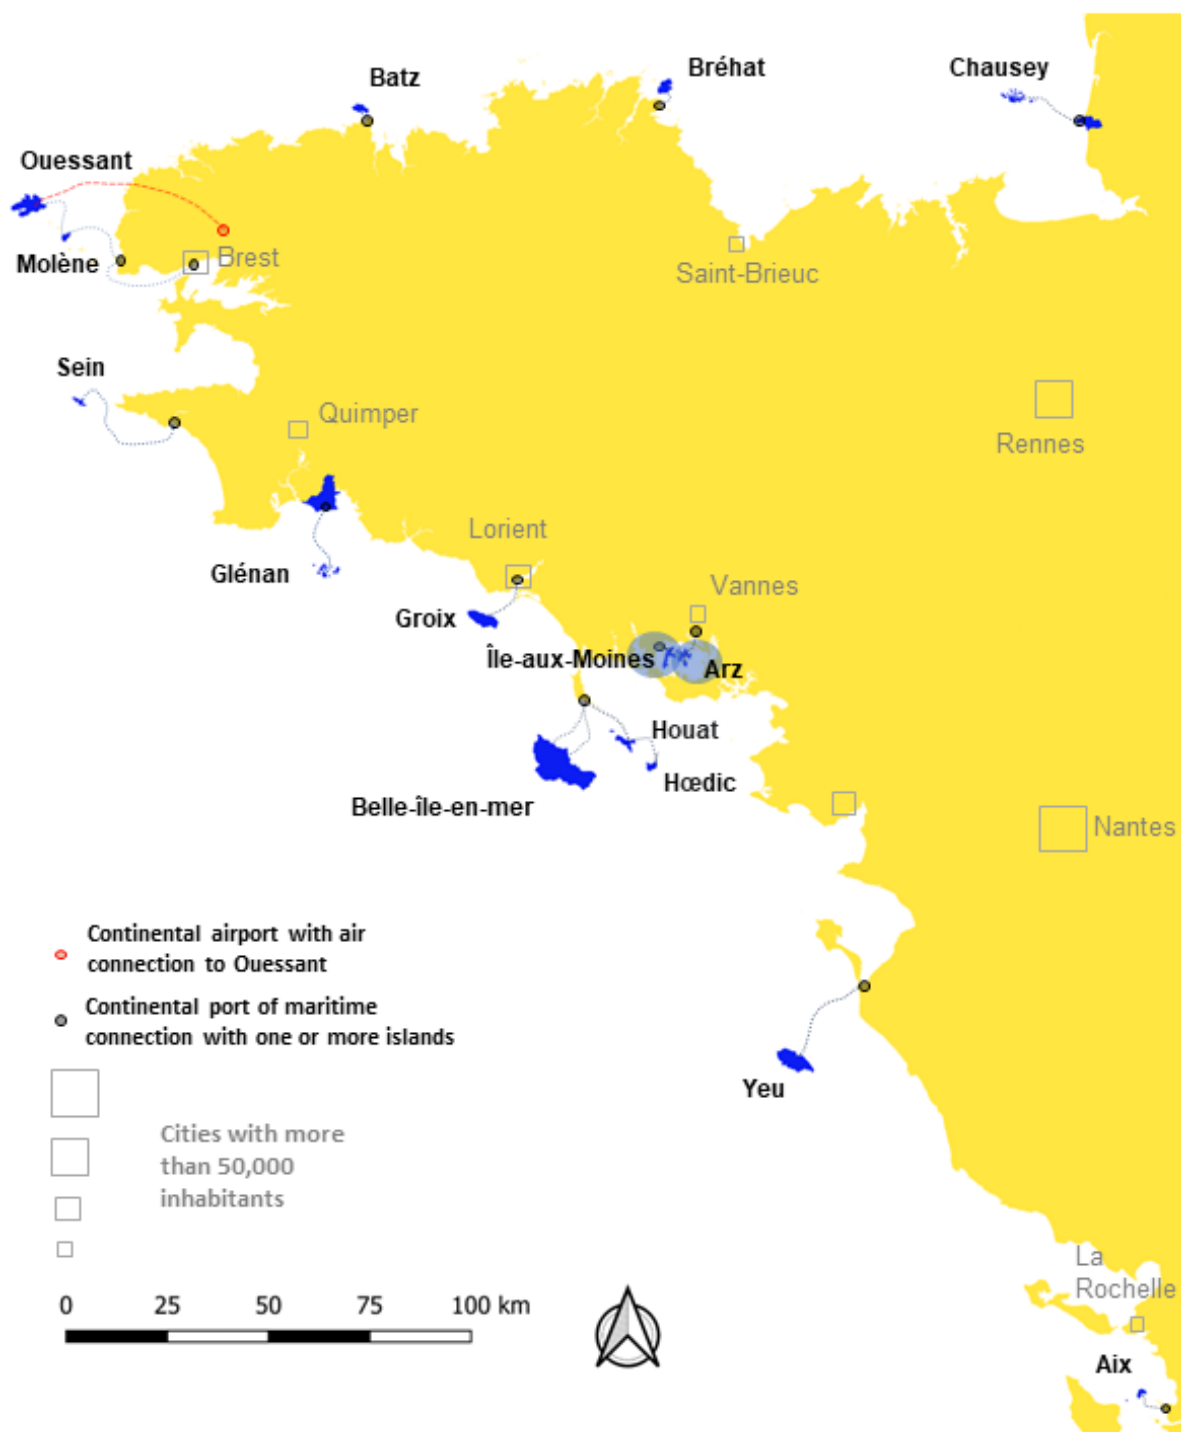 Batz
Bréhat
Chausey
Ouessant
Molène
Brest
Saint-Brieuc
Sein
Quimper
Rennes
Lorient
Glénan
Vannes
Groix
Île-aux-Moines
Arz
Houat
Hœdic
Belle-île-en-mer
Nantes
Continental airport with air
connection to Ouessant
Continental port of maritime
connection with one or more islands
Yeu
Cities with more
than 50,000
inhabitants
La
Rochelle
0 25 50 75 100 km
Aix